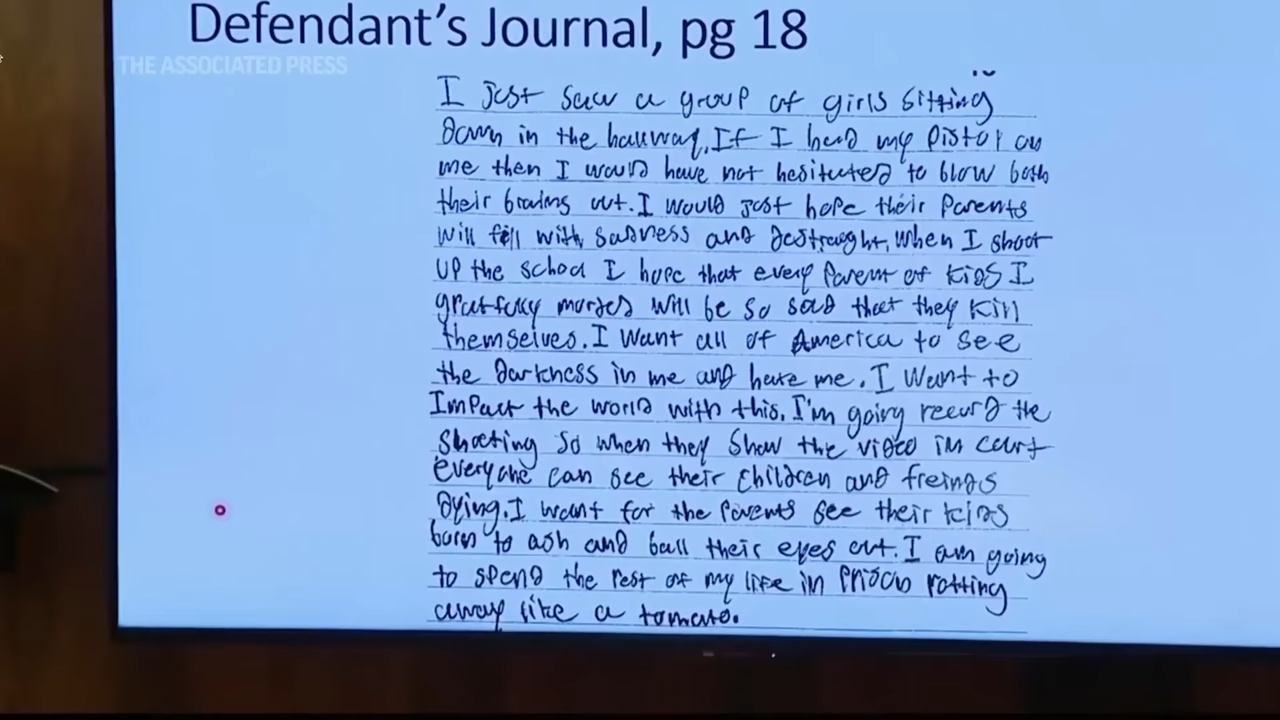 Defendant's Journal, pg 18
THE ASSOCIATED PRESS
I just saw a group of girls sitting
down in the hallway. If I head my pistol on
me then I would have not hesitated to blow both
their brains out. I would just hope their parents
will fill with sadness and destraught. When I shoot
up the school I hope that every parent of kids I
gratfully murded will be so sad that they kill
themselves. I want all of America to see
the darkness in me and hate me. I want to
Impact the world with this. I'm going record the
shooting so when they show the video in court
everyone can see their children and freinds
dying. I want for the parents see their kids
burn to ash and ball their eyes out. I am going
to spend the rest of my life in prison rotting
away like a tomato.